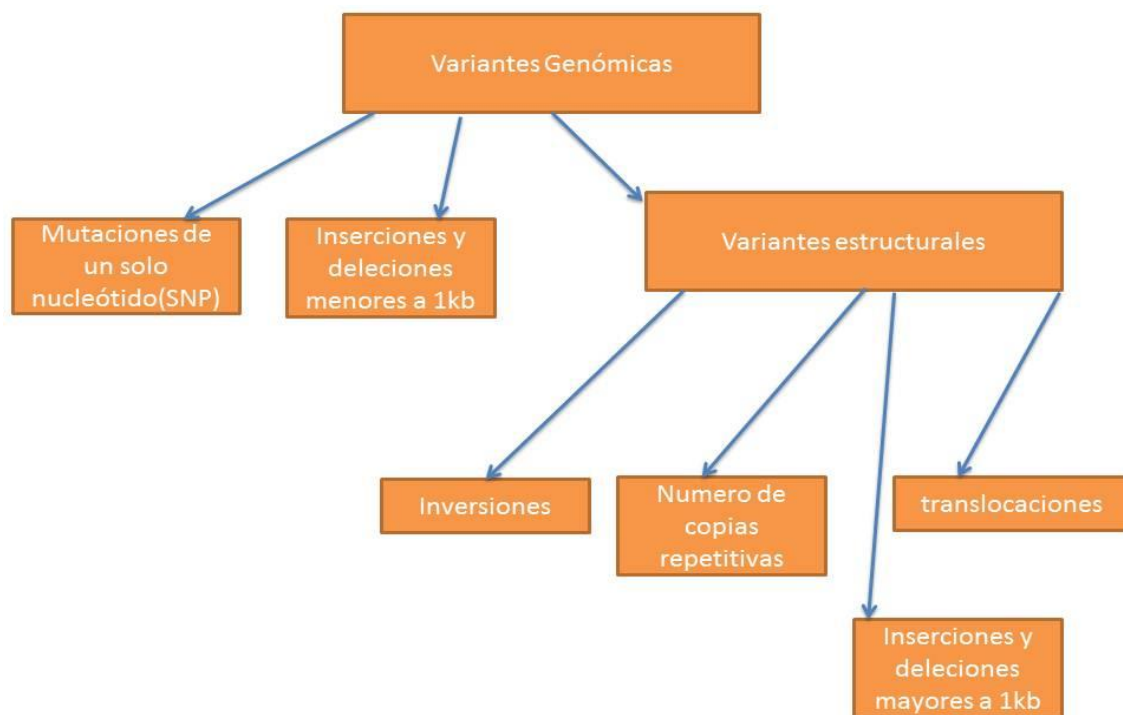 Variantes Genómicas
Mutaciones de
un solo
nucleótido(SNP)
Inserciones y
deleciones
menores a 1kb
Variantes estructurales
Inversiones
Numero de
copias
repetitivas
translocaciones
Inserciones y
deleciones
mayores a 1kb